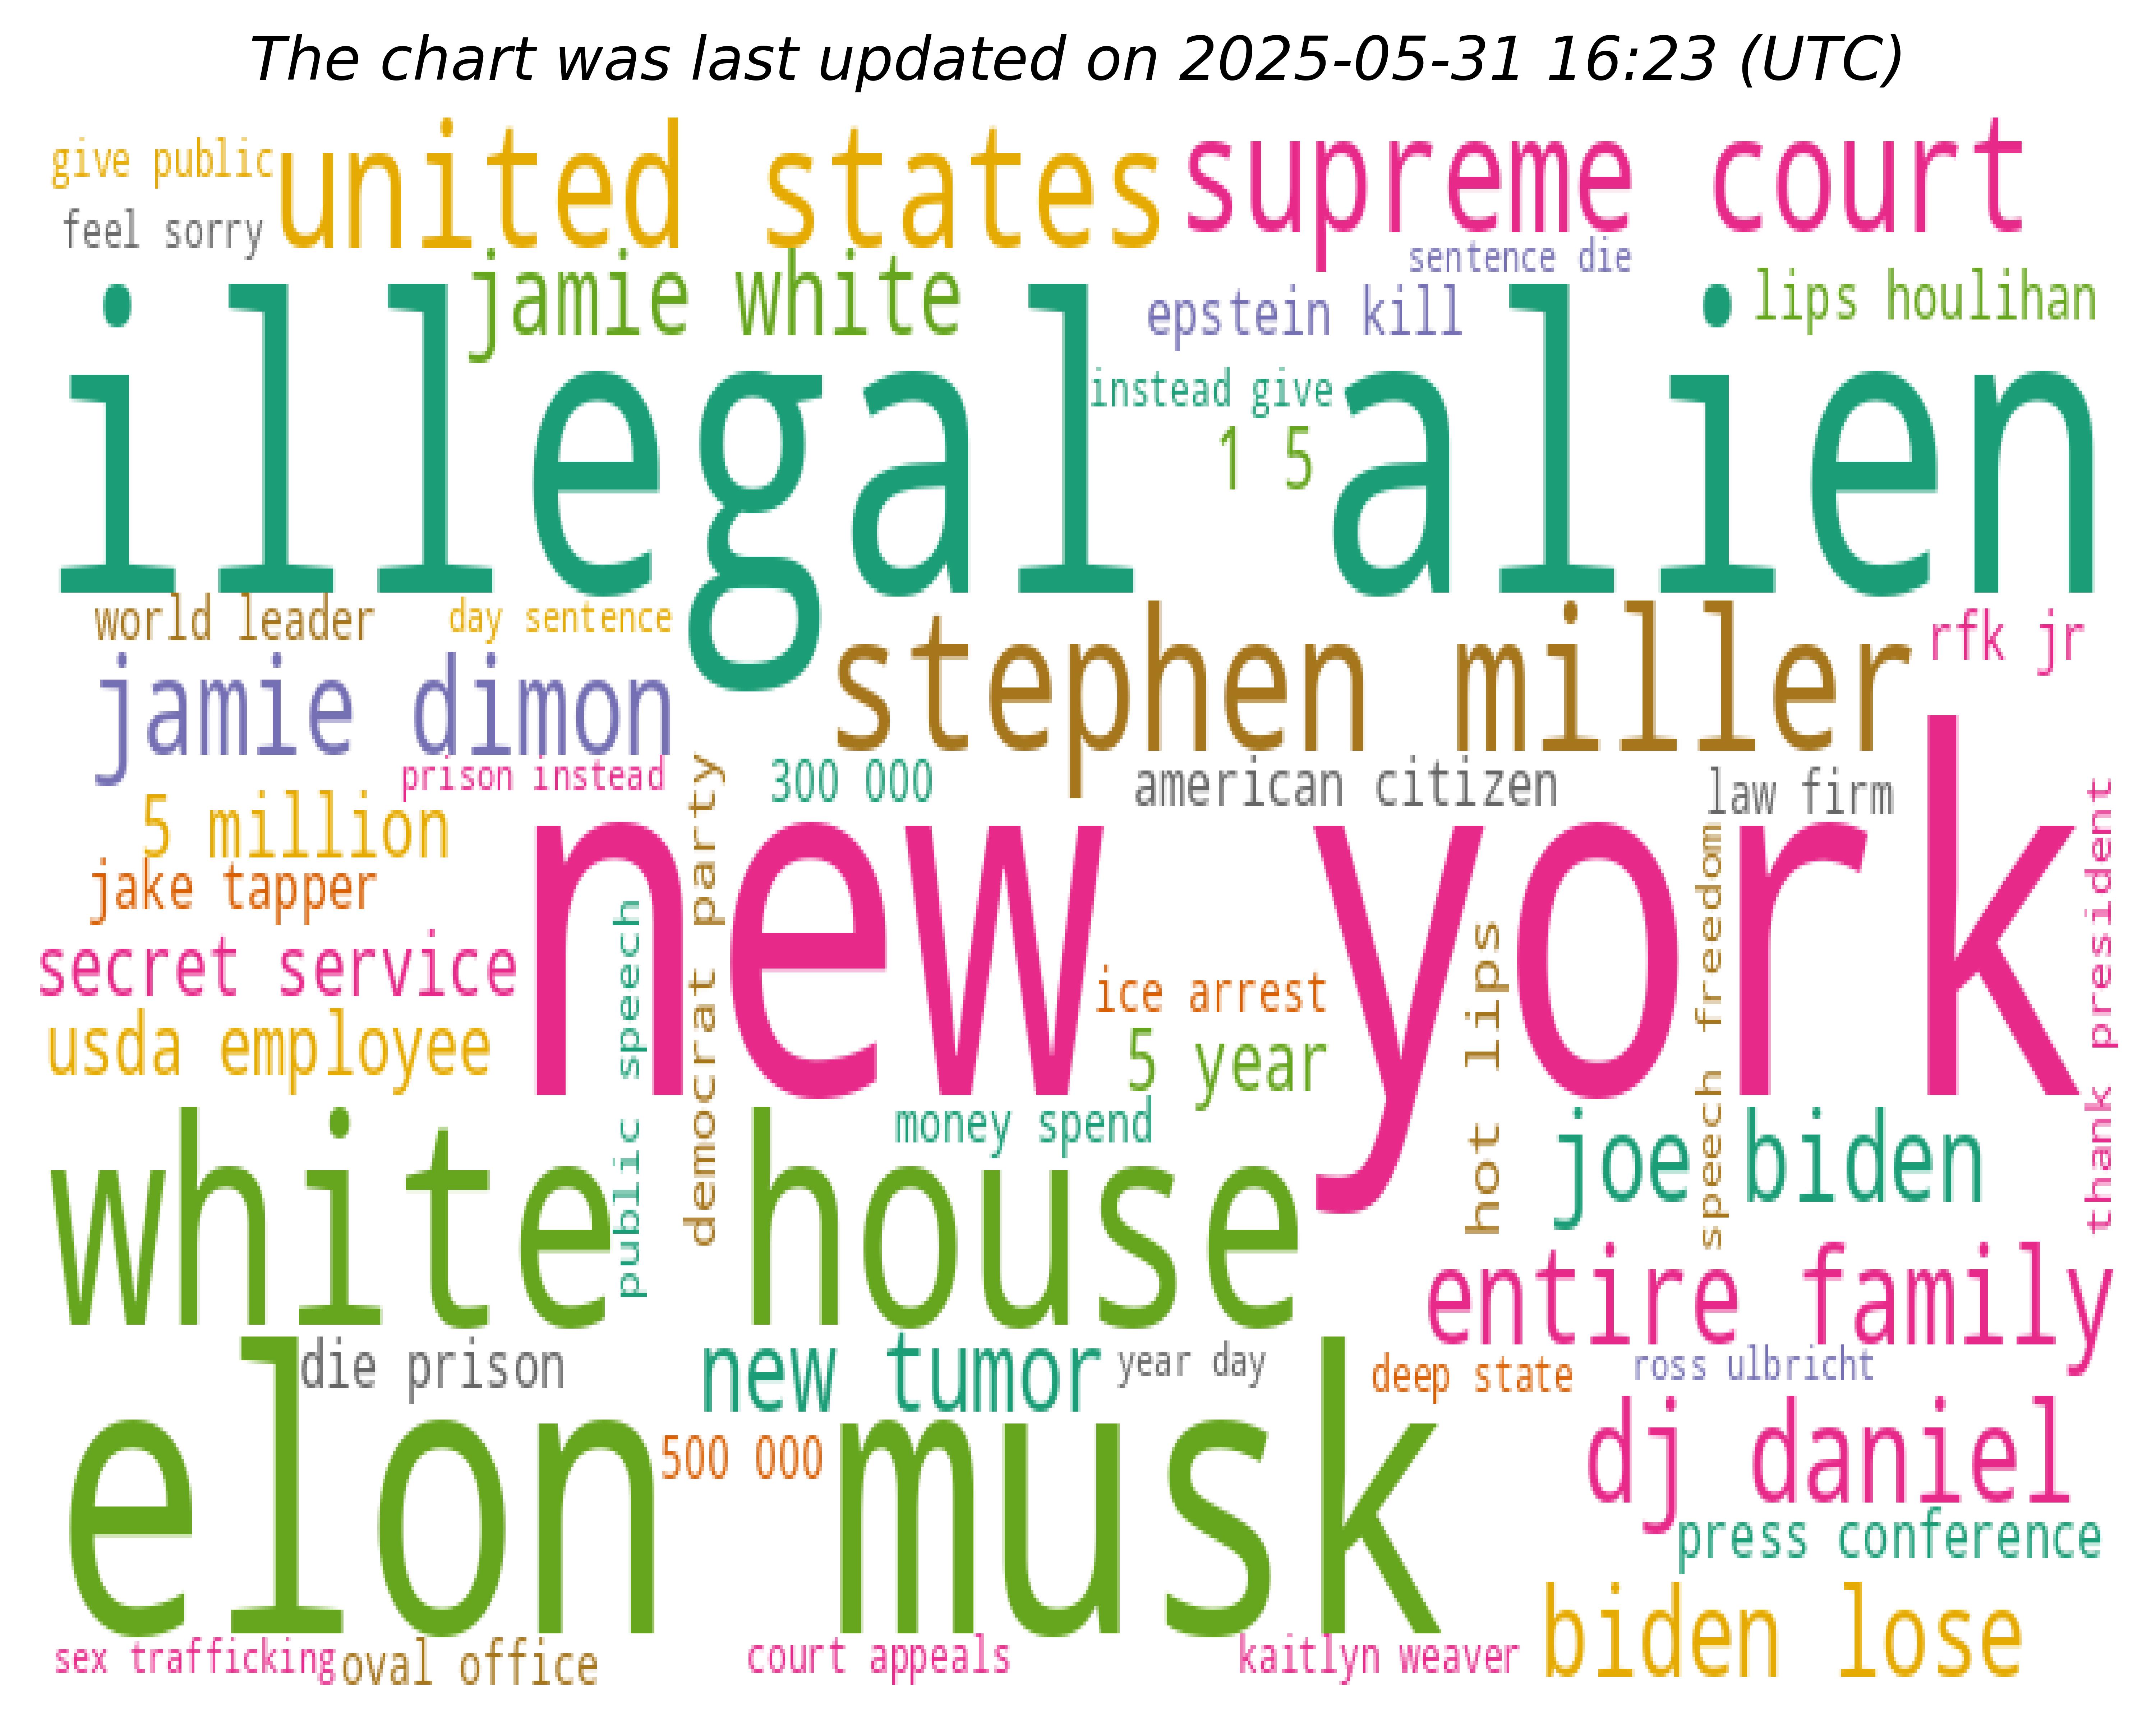 The chart was last updated on 2025-05-31 16:23 (UTC)
give public
united states
supreme court
feel sorry
sentence die
jamie white
epstein kill
lips houlihan
illegal alien
instead give
1 5
world leader
day sentence
stephen miller
rfk jr
jamie dimon
prison instead
300 000
american citizen
law firm
5 million
jake tapper
democrat party
new york
thank president
secret service
public speech
ice arrest
hot lips
speech freedom
usda employee
5 year
money spend
joe biden
white house
entire family
die prison
new tumor
year day
deep state
ross ulbricht
elon musk
500 000
dj daniel
press conference
biden lose
sex trafficking
oval office
court appeals
kaitlyn weaver